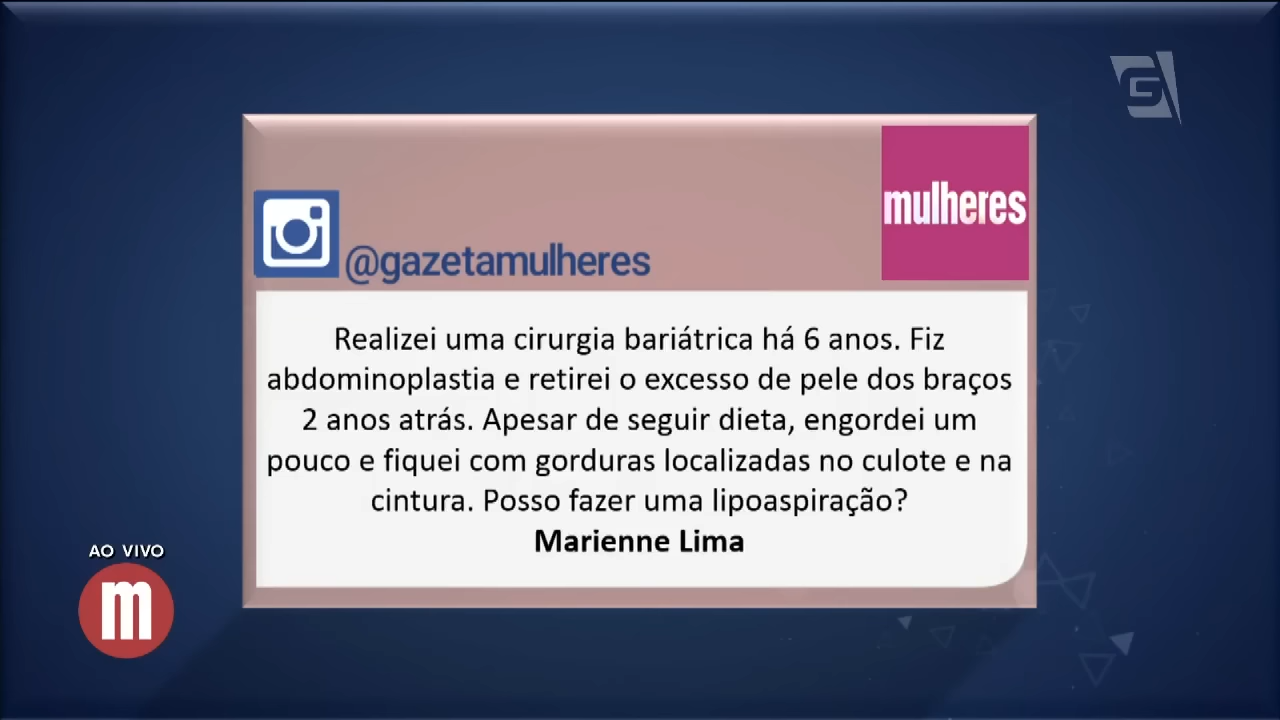 mulheres
@gazetamulheres
Realizei uma cirurgia bariátrica há 6 anos. Fiz
abdominoplastia e retirei o excesso de pele dos braços
2 anos atrás. Apesar de seguir dieta, engordei um
pouco e fiquei com gorduras localizadas no culote e na
cintura. Posso fazer uma lipoaspiração?
Marienne Lima
AO VIVO
m
G